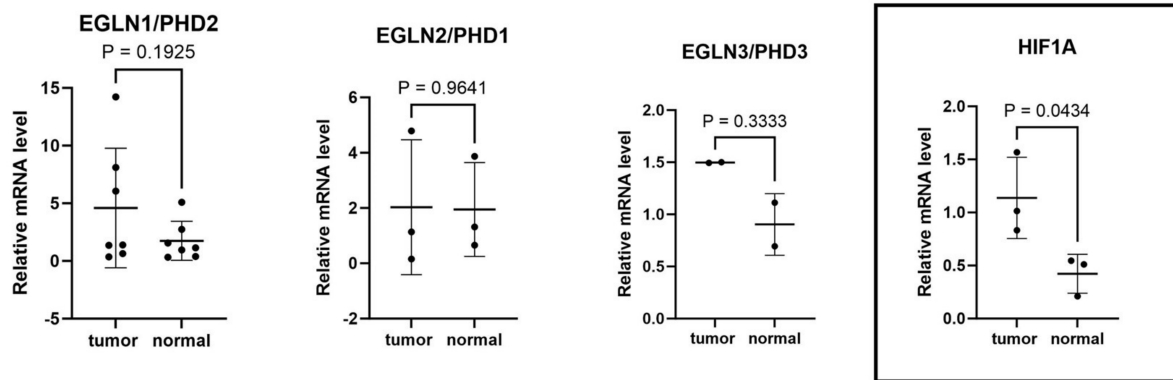 EGLN1/PHD2
P = 0.1925
Relative mRNA level
15
10
5
0
-5
tumor normal
EGLN2/PHD1
P = 0.9641
Relative mRNA level
6
4
2
0
-2
tumor normal
EGLN3/PHD3
P = 0.3333
Relative mRNA level
2.0
1.5
1.0
0.5
0.0
tumor normal
HIF1A
P = 0.0434
Relative mRNA level
2.0
1.5
1.0
0.5
0.0
tumor normal